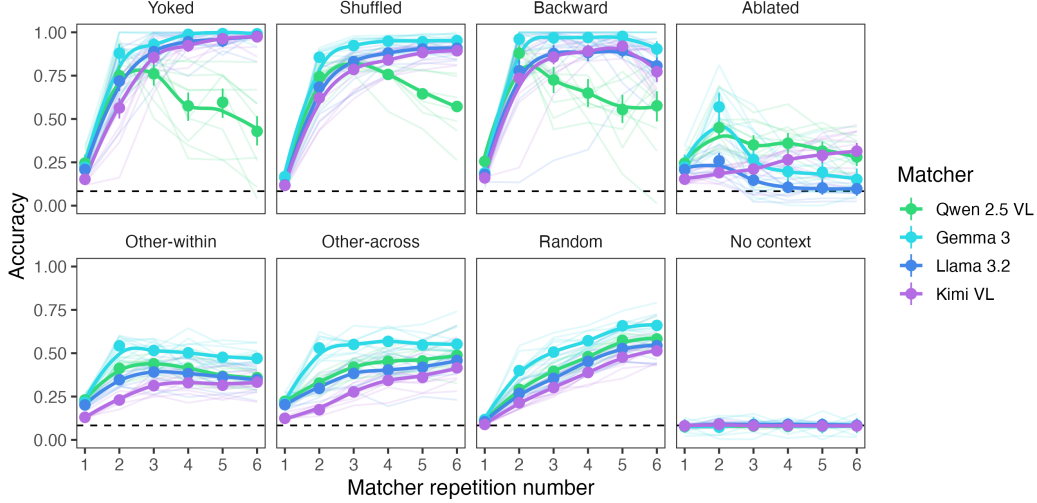 Yoked Shuffled Backward Ablated
1.00
0.75
0.50
0.25
0.00
Other-within Other-across Random No context
1.00
0.75
0.50
0.25
0.00
1 2 3 4 5 6 1 2 3 4 5 6 1 2 3 4 5 6 1 2 3 4 5 6
Matcher repetition number
Accuracy
Matcher
Qwen 2.5 VL
Gemma 3
Llama 3.2
Kimi VL